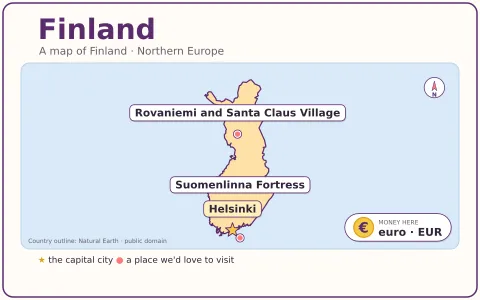 Finland
A map of Finland · Northern Europe
N
Rovaniemi and Santa Claus Village
Suomenlinna Fortress
Helsinki
MONEY HERE
€ euro · EUR
Country outline: Natural Earth · public domain
★ the capital city ● a place we'd love to visit